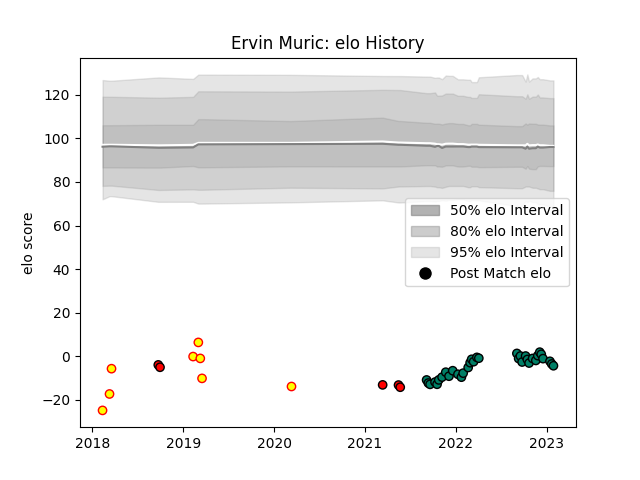 Ervin Muric: elo History
120
100
80
60
40
20
0
−20
elo score
50% elo Interval
80% elo Interval
95% elo Interval
Post Match elo
2018 2019 2020 2021 2022 2023